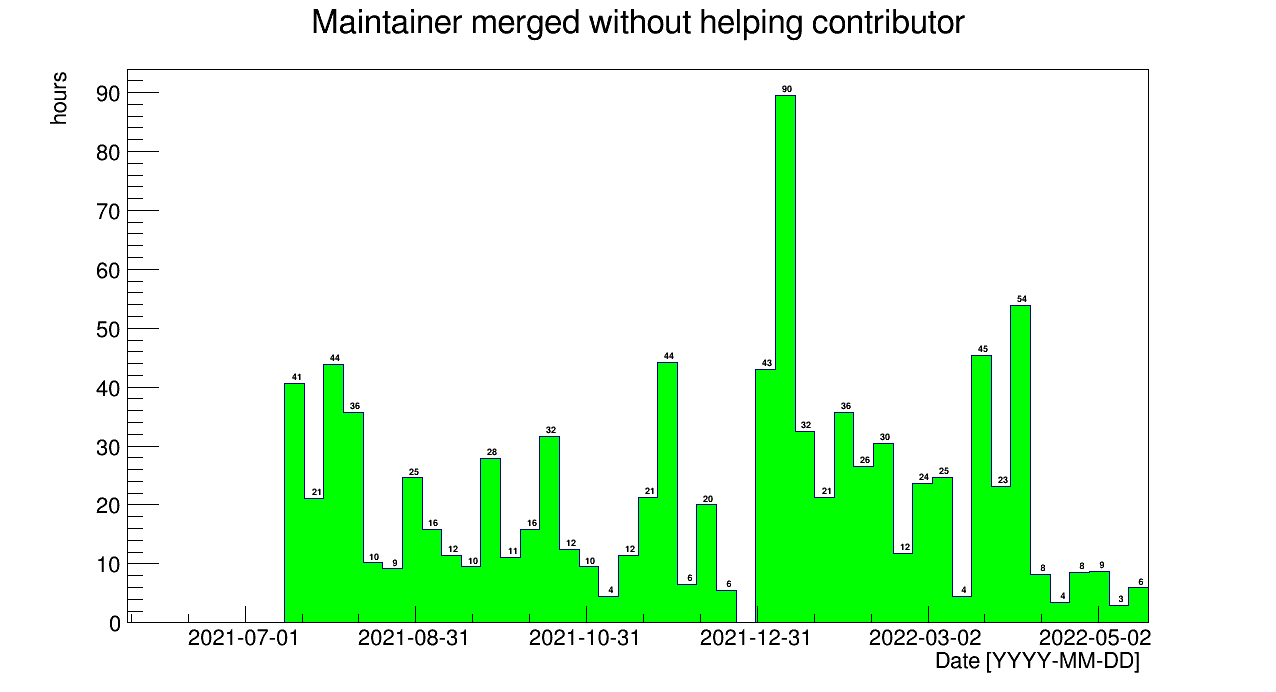 Maintainer merged without helping contributor
hours
90
80
70
60
50
40
30
20
10
0
41 21 44 36 10 9 25 16 12 10 28 11 16 32 12 10 4 12 21 44 6 20 6 43 90 32 21 36 26 30 12 24 25 4 45 23 54 8 4 8 9 3 6
2021-07-01 2021-08-31 2021-10-31 2021-12-31 2022-03-02 2022-05-02
Date [YYYY-MM-DD]